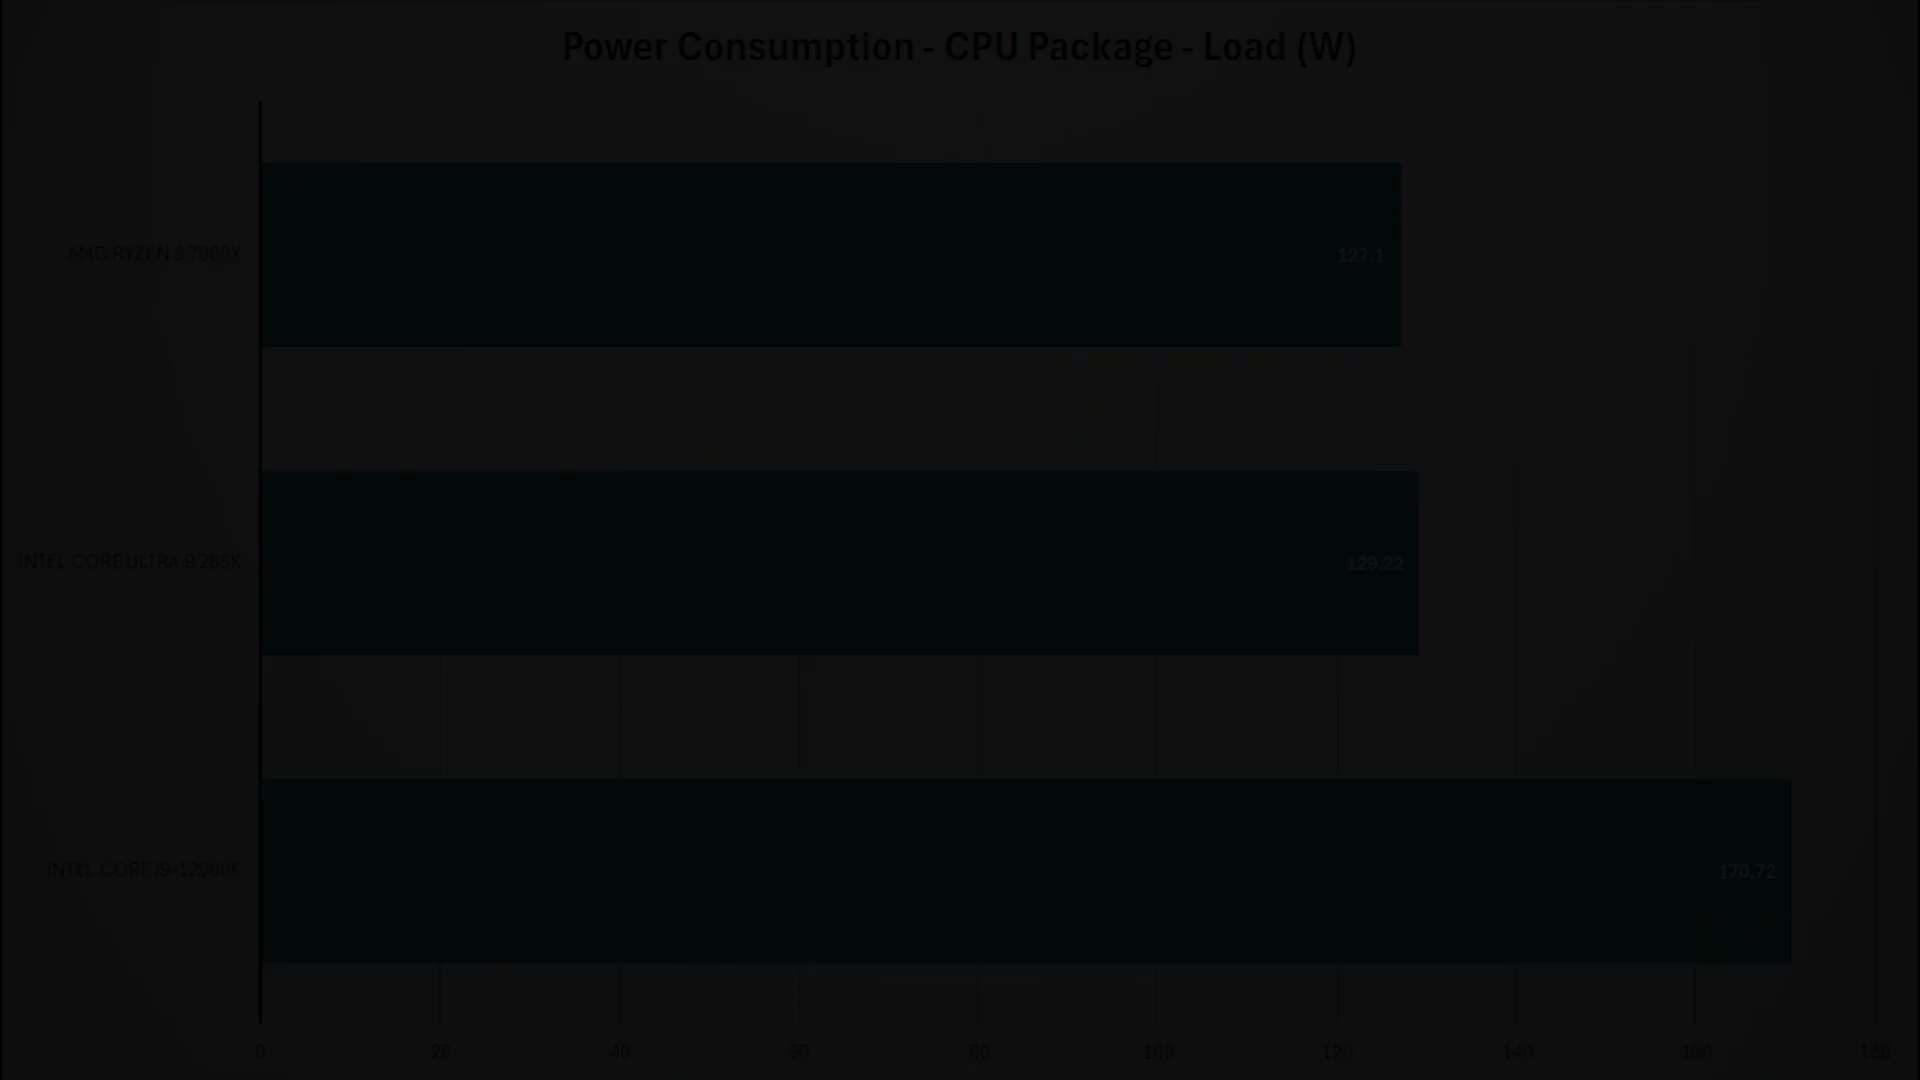 Power Consumption - CPU Package - Load (W)
AMD RYZEN 9 7900X
127.1
INTEL CORE ULTRA 9 285K
129.22
INTEL CORE I9-12900K
170.72
0 20 40 60 80 100 120 140 160 180